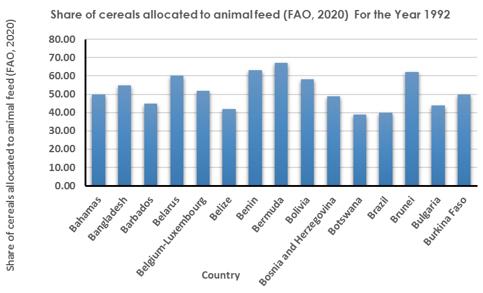 Share of cereals allocated to animal feed (FAO, 2020)  For the Year 1992
Share of cereals allocated to animal feed (FAO, 2020)
80.00
70.00
60.00
50.00
40.00
30.00
20.00
10.00
0.00
Bahamas
Bangladesh
Barbados
Belarus
Belgium-Luxembourg
Belize
Benin
Bermuda
Bolivia
Bosnia and Herzegovina
Botswana
Brazil
Brunei
Bulgaria
Burkina Faso
Country